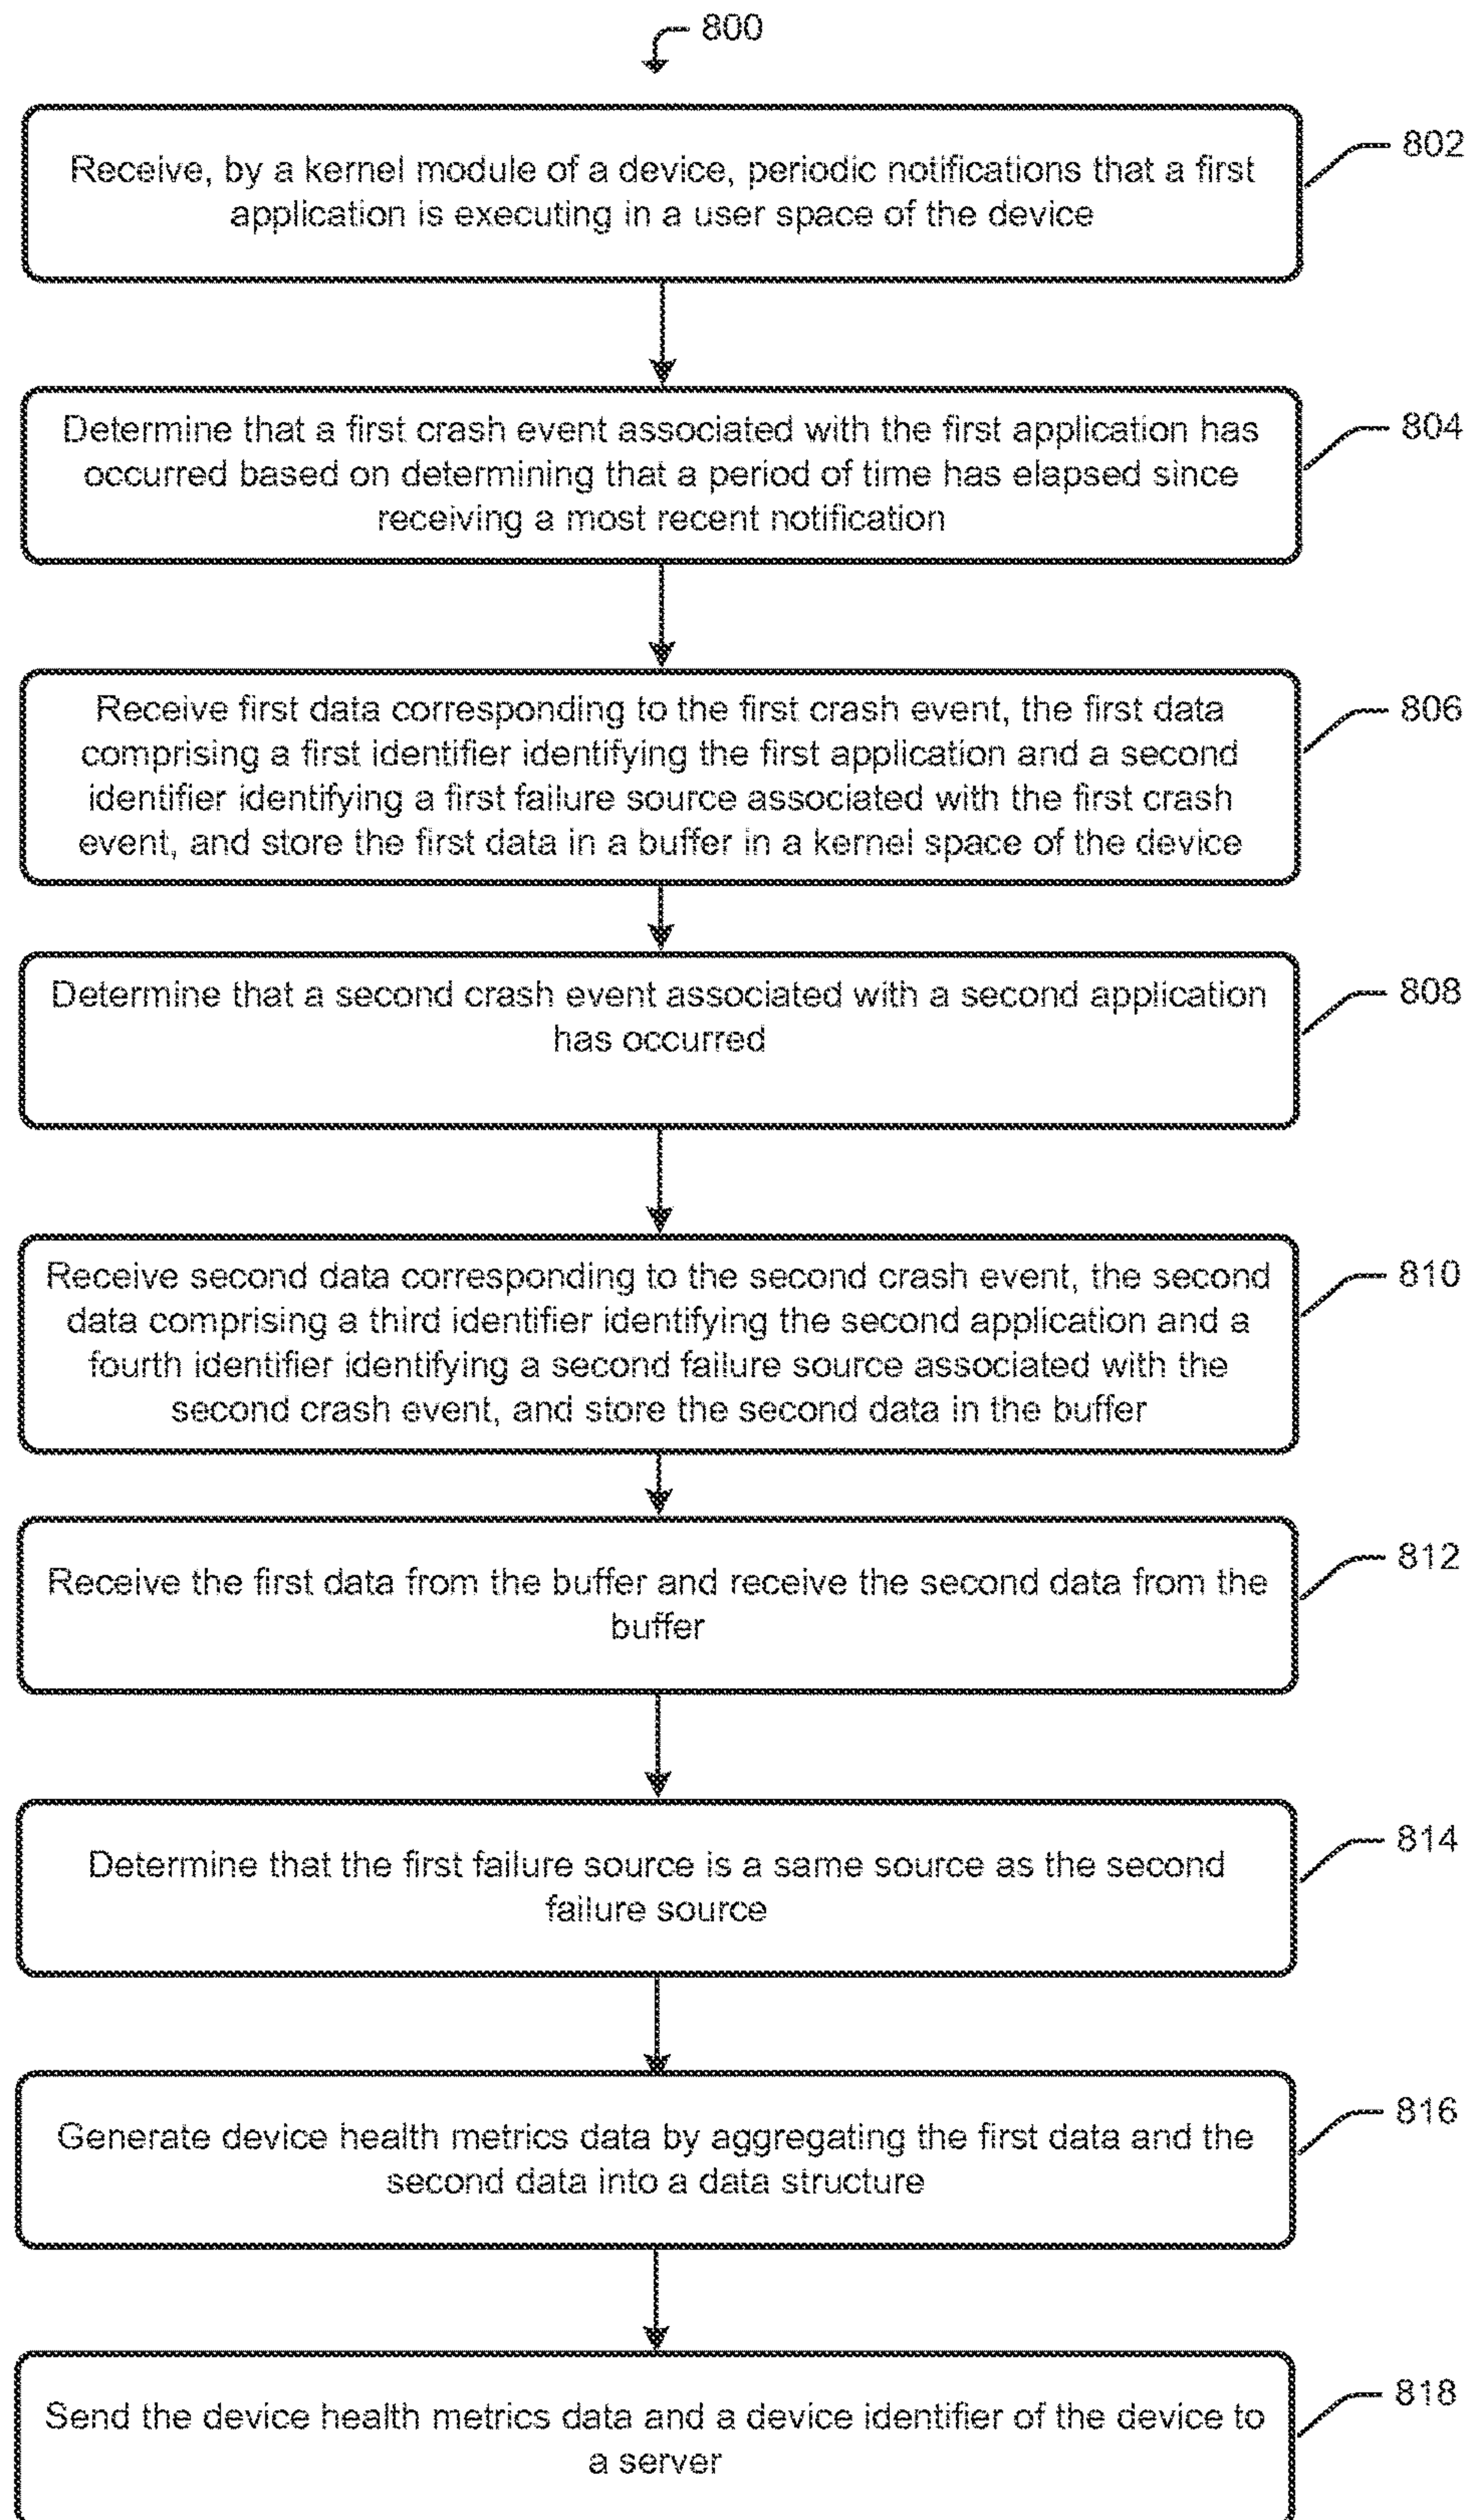 800
Receive, by a kernel module of a device, periodic notifications that a first
application is executing in a user space of the device
802
Determine that a first crash event associated with the first application has
occurred based on determining that a period of time has elapsed since
receiving a most recent notification
804
Receive first data corresponding to the first crash event, the first data
comprising a first identifier identifying the first application and a second
identifier identifying a first failure source associated with the first crash
event, and store the first data in a buffer in a kernel space of the device
806
Determine that a second crash event associated with a second application
has occurred
808
Receive second data corresponding to the second crash event, the second
data comprising a third identifier identifying the second application and a
fourth identifier identifying a second failure source associated with the
second crash event, and store the second data in the buffer
810
Receive the first data from the buffer and receive the second data from the
buffer
812
Determine that the first failure source is a same source as the second
failure source
814
Generate device health metrics data by aggregating the first data and the
second data into a data structure
816
Send the device health metrics data and a device identifier of the device to
a server
818